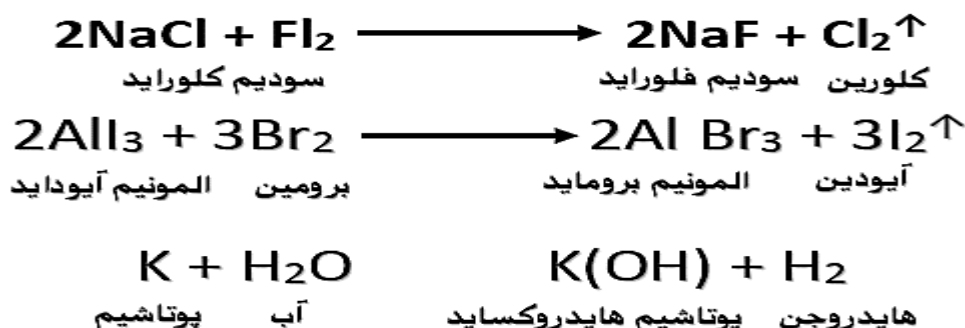 2NaCl + Fl₂ ⟶ 2NaF + Cl₂↑
سودیم کلوراید سودیم فلوراید کلورین
2AlI₃ + 3Br₂ ⟶ 2Al Br₃ + 3I₂↑
المونیم آیوداید برومین المونیم بروماید آیودین
K + H₂O K(OH) + H₂
پوتاشیم آب پوتاشیم هایدروکساید هایدروجن